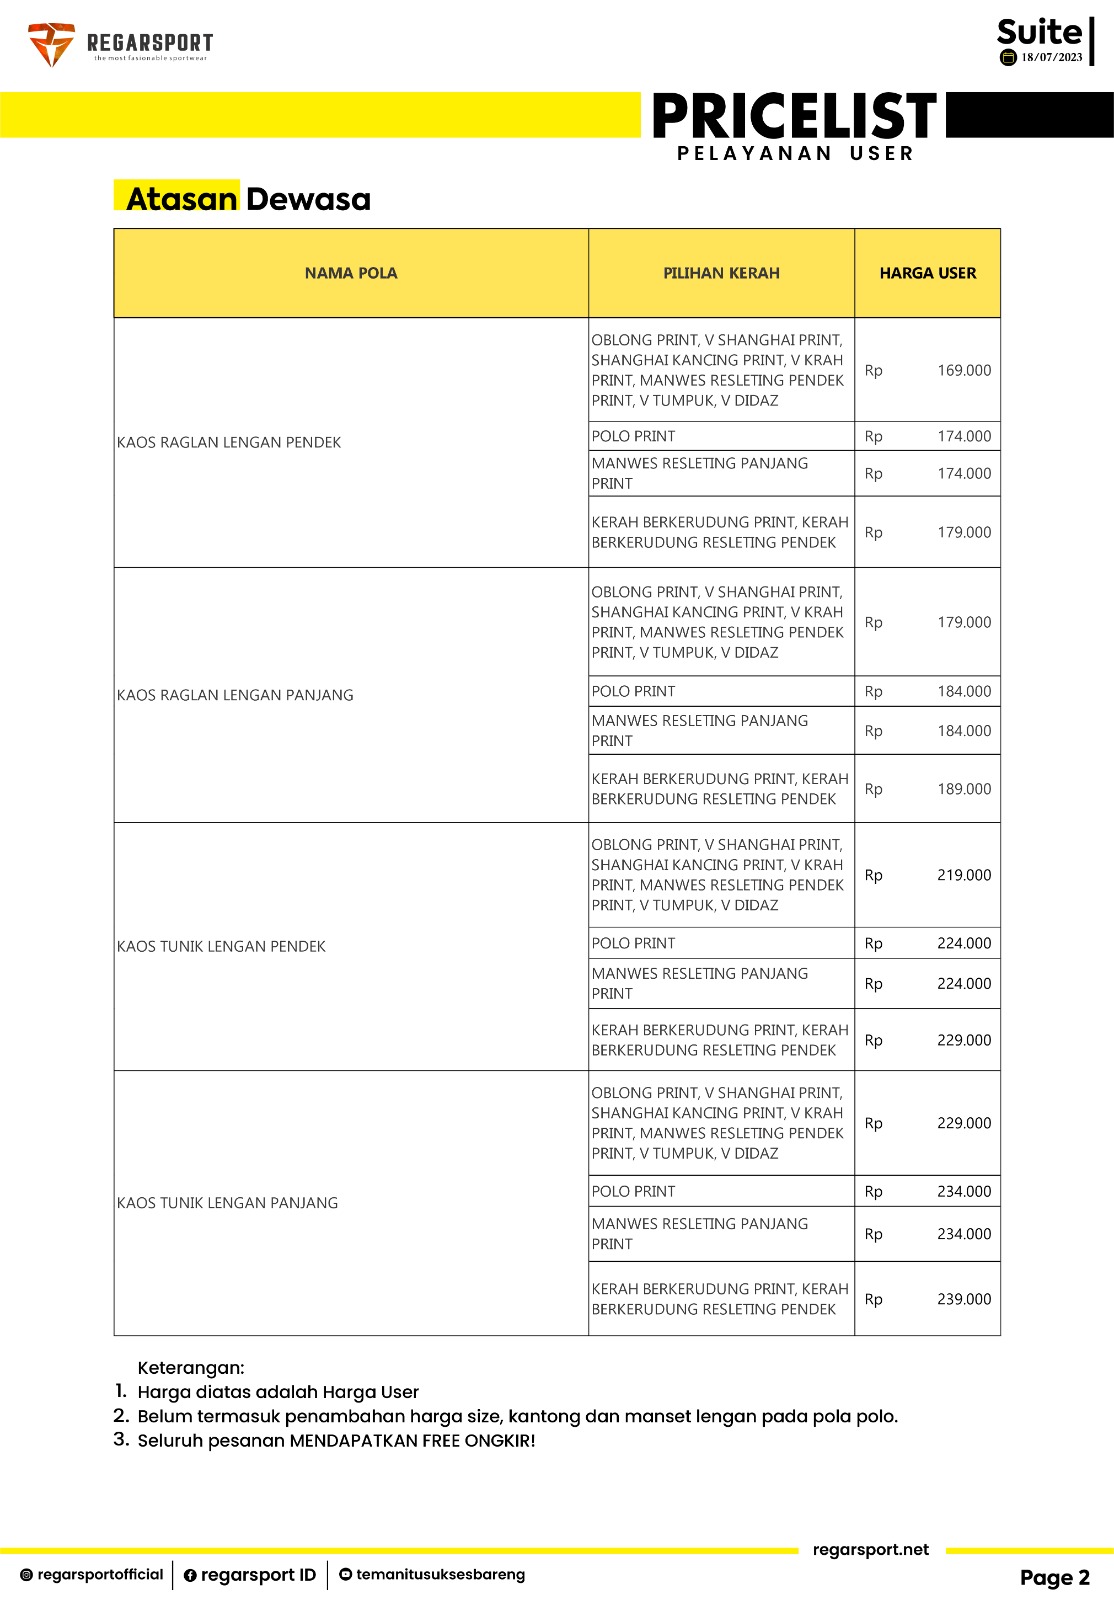 REGARSPORT
the most fasionable sportwear
Suite
18/07/2023
PRICELIST
PELAYANAN USER
Atasan Dewasa
NAMA POLA
PILIHAN KERAH
HARGA USER
KAOS RAGLAN LENGAN PENDEK
OBLONG PRINT, V SHANGHAI PRINT,
SHANGHAI KANCING PRINT, V KRAH
PRINT, MANWES RESLETING PENDEK
PRINT, V TUMPUK, V DIDAZ
Rp 169.000
POLO PRINT
Rp 174.000
MANWES RESLETING PANJANG
PRINT
Rp 174.000
KERAH BERKERUDUNG PRINT, KERAH
BERKERUDUNG RESLETING PENDEK
Rp 179.000
KAOS RAGLAN LENGAN PANJANG
OBLONG PRINT, V SHANGHAI PRINT,
SHANGHAI KANCING PRINT, V KRAH
PRINT, MANWES RESLETING PENDEK
PRINT, V TUMPUK, V DIDAZ
Rp 179.000
POLO PRINT
Rp 184.000
MANWES RESLETING PANJANG
PRINT
Rp 184.000
KERAH BERKERUDUNG PRINT, KERAH
BERKERUDUNG RESLETING PENDEK
Rp 189.000
KAOS TUNIK LENGAN PENDEK
OBLONG PRINT, V SHANGHAI PRINT,
SHANGHAI KANCING PRINT, V KRAH
PRINT, MANWES RESLETING PENDEK
PRINT, V TUMPUK, V DIDAZ
Rp 219.000
POLO PRINT
Rp 224.000
MANWES RESLETING PANJANG
PRINT
Rp 224.000
KERAH BERKERUDUNG PRINT, KERAH
BERKERUDUNG RESLETING PENDEK
Rp 229.000
KAOS TUNIK LENGAN PANJANG
OBLONG PRINT, V SHANGHAI PRINT,
SHANGHAI KANCING PRINT, V KRAH
PRINT, MANWES RESLETING PENDEK
PRINT, V TUMPUK, V DIDAZ
Rp 229.000
POLO PRINT
Rp 234.000
MANWES RESLETING PANJANG
PRINT
Rp 234.000
KERAH BERKERUDUNG PRINT, KERAH
BERKERUDUNG RESLETING PENDEK
Rp 239.000
Keterangan:
1. Harga diatas adalah Harga User
2. Belum termasuk penambahan harga size, kantong dan manset lengan pada pola polo.
3. Seluruh pesanan MENDAPATKAN FREE ONGKIR!
regarsport.net
regarsportofficial
regarsport ID
temanitusuksesbareng
Page 2